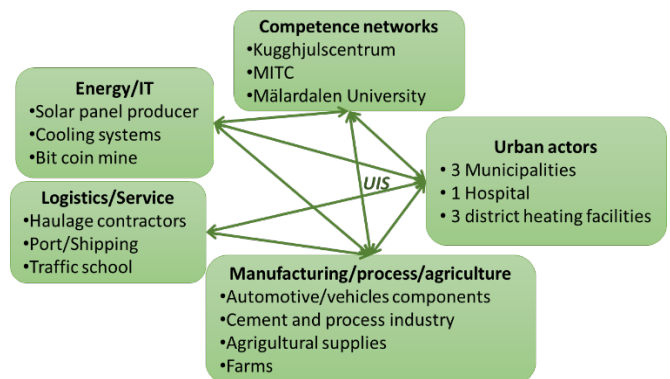 Competence networks
•Kugghjulscentrum
•MITC
•Mälardalen University
Energy/IT
•Solar panel producer
•Cooling systems
•Bit coin mine
Urban actors
• 3 Municipalities
• 1 Hospital
• 3 district heating facilities
UIS
Logistics/Service
•Haulage contractors
•Port/Shipping
•Traffic school
Manufacturing/process/agriculture
•Automotive/vehicles components
•Cement and process industry
•Agrigultural supplies
•Farms